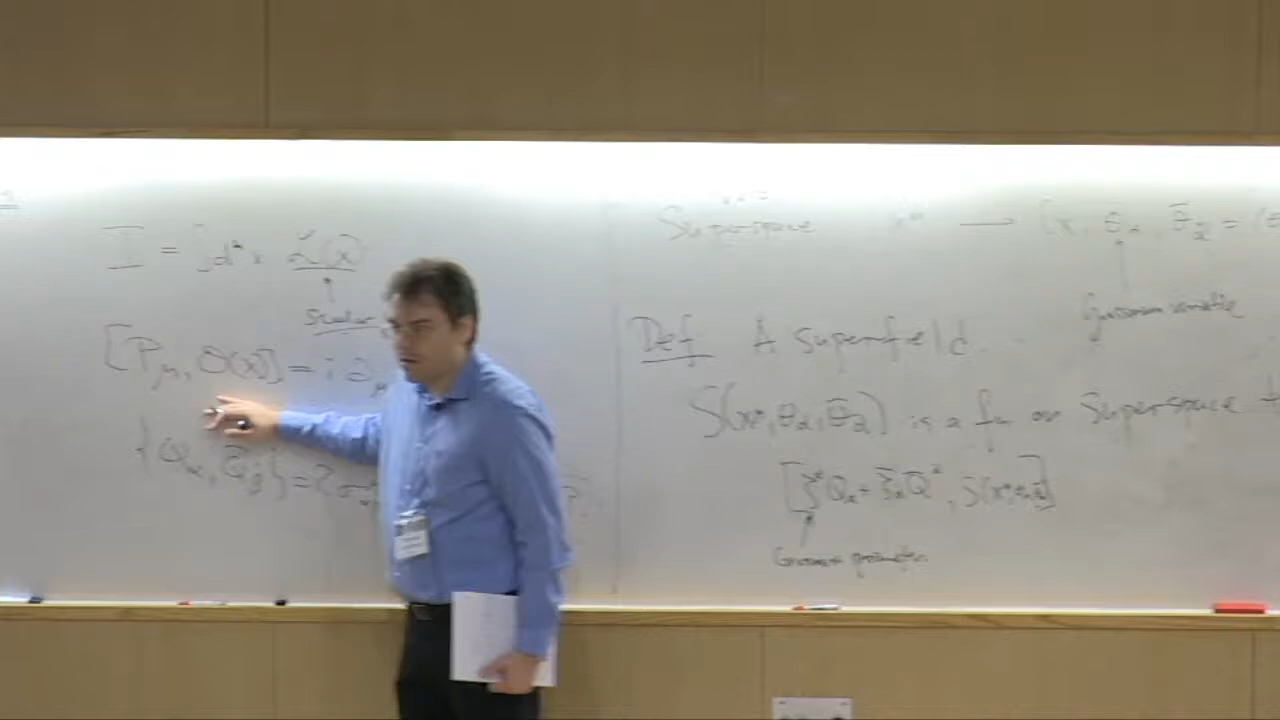 I = ∫d⁴x 𝓛(x)
Scalar
[P_μ, O(x)] = i ∂_μ
{Q_α, Q̄_β̇} = 2σ
Superspace x^μ → (x, θ_α, θ̄_α̇ = (θ
Grassmann variable
Def A superfield
S(x^μ, θ_α, θ̄_α̇) is a fn on Superspace
[ξ^α Q_α + ξ̄_α̇ Q̄^α̇, S(x^μ, θ, θ̄)]
Grassmann parameters